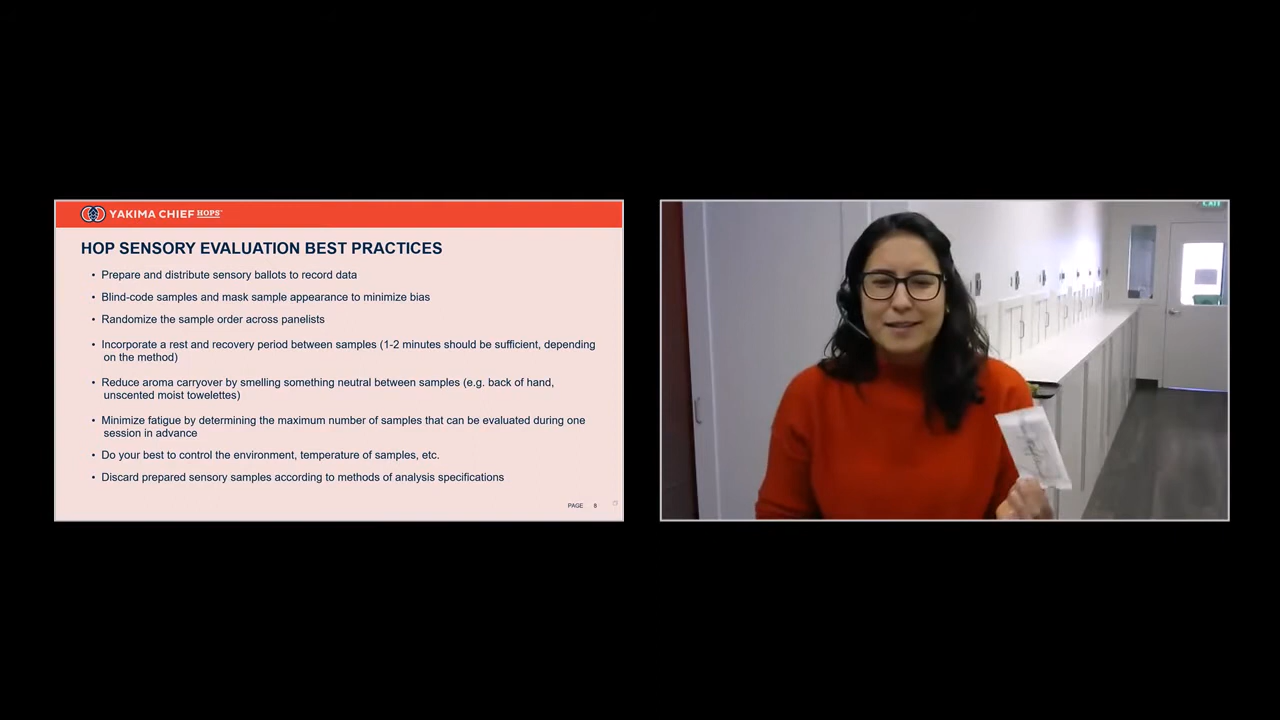 YAKIMA CHIEF HOPS
HOP SENSORY EVALUATION BEST PRACTICES
• Prepare and distribute sensory ballots to record data
• Blind-code samples and mask sample appearance to minimize bias
• Randomize the sample order across panelists
• Incorporate a rest and recovery period between samples (1-2 minutes should be sufficient, depending
on the method)
• Reduce aroma carryover by smelling something neutral between samples (e.g. back of hand,
unscented moist towelettes)
• Minimize fatigue by determining the maximum number of samples that can be evaluated during one
session in advance
• Do your best to control the environment, temperature of samples, etc.
• Discard prepared sensory samples according to methods of analysis specifications
PAGE 8
EXIT